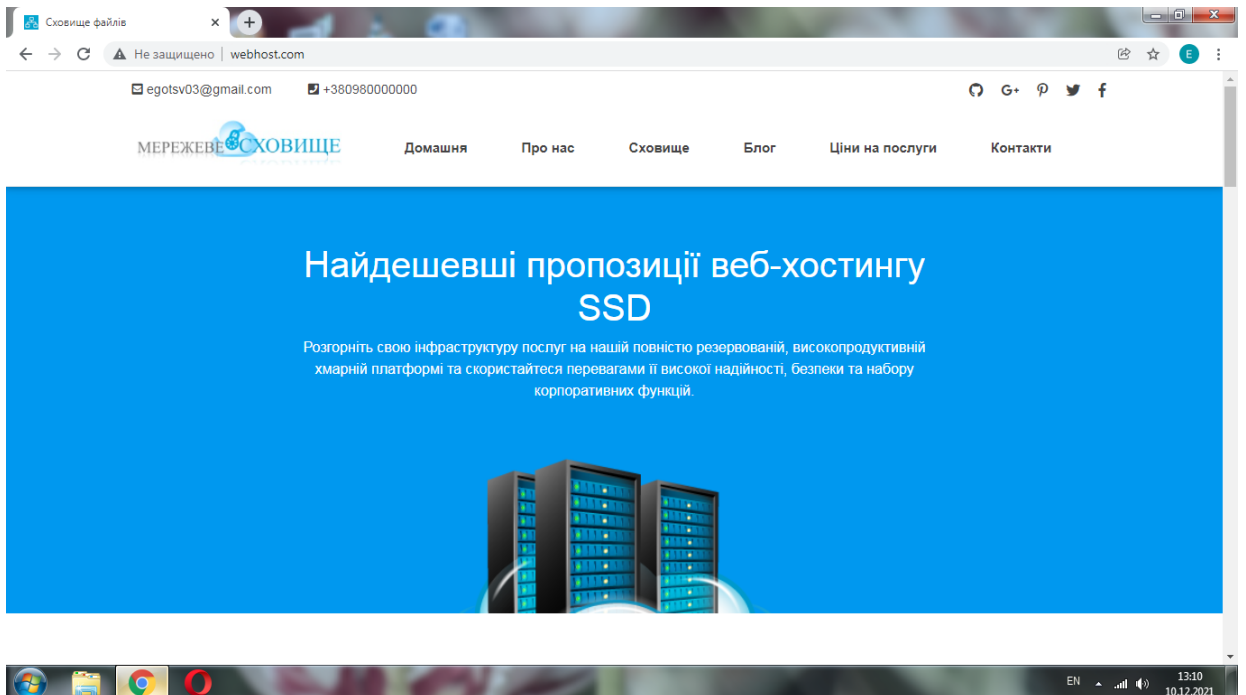 Сховище файлів
Не защищено | webhost.com
E
egotsv03@gmail.com +380980000000
G+
МЕРЕЖЕВЕ СХОВИЩЕ
Домашня Про нас Сховище Блог Ціни на послуги Контакти
Найдешевші пропозиції веб-хостингу
SSD
Розгорніть свою інфраструктуру послуг на нашій повністю резервованій, високопродуктивній
хмарній платформі та скористайтеся перевагами її високої надійності, безпеки та набору
корпоративних функцій.
EN 13:10
10.12.2021